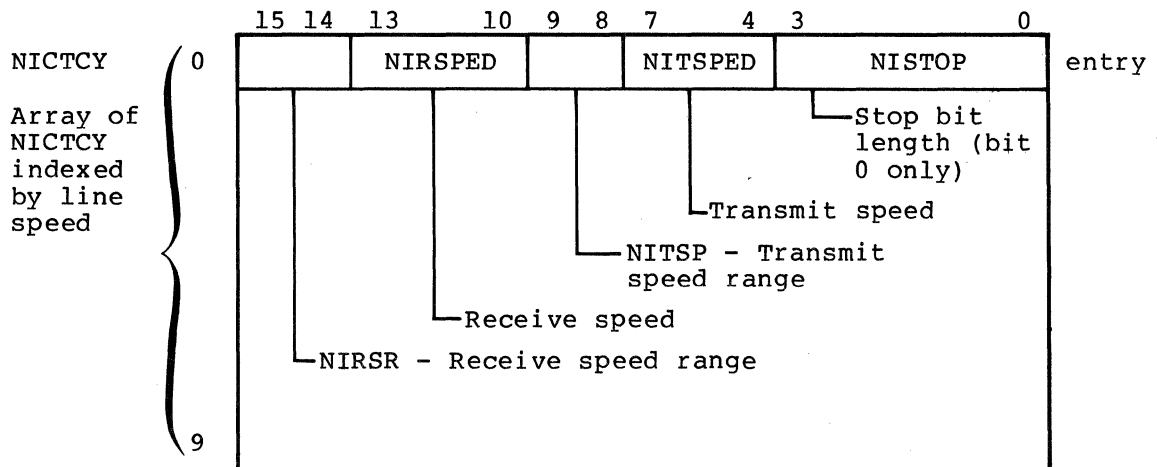 15 14 13 10 9 8 7 4 3 0
NICTCY 0 NIRSPED NITSPED NISTOP entry
Array of
NICTCY
indexed
by line
speed
Stop bit
length (bit
0 only)
Transmit speed
NITSP - Transmit
speed range
Receive speed
NIRSR - Receive speed range
9